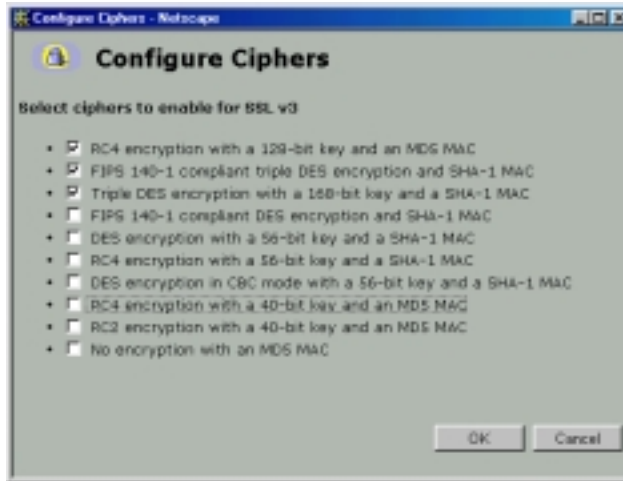 Configure Ciphers - Netscape
Configure Ciphers
Select ciphers to enable for SSL v3
RC4 encryption with a 128-bit key and an MD5 MAC
FIPS 140-1 compliant triple DES encryption and SHA-1 MAC
Triple DES encryption with a 168-bit key and a SHA-1 MAC
FIPS 140-1 compliant DES encryption and SHA-1 MAC
DES encryption with a 56-bit key and a SHA-1 MAC
RC4 encryption with a 56-bit key and a SHA-1 MAC
DES encryption in CBC mode with a 56-bit key and a SHA-1 MAC
RC4 encryption with a 40-bit key and an MD5 MAC
RC2 encryption with a 40-bit key and an MD5 MAC
No encryption with an MD5 MAC
OK Cancel